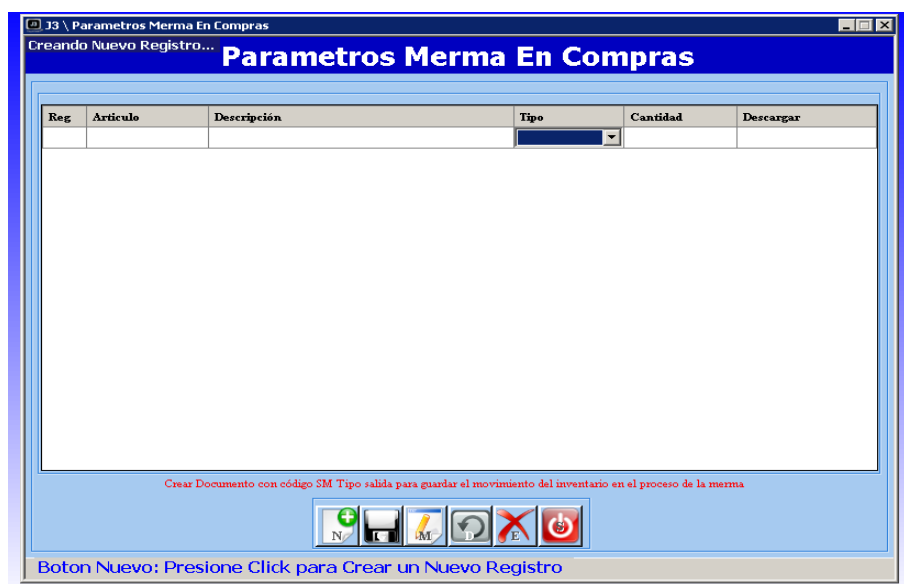 J3 \ Parametros Merma En Compras
Creando Nuevo Registro...
Parametros Merma En Compras
Reg Articulo Descripción Tipo Cantidad Descargar
Crear Documento con código SM Tipo salida para guardar el movimiento del inventario en el proceso de la merma
N M D E S
Boton Nuevo: Presione Click para Crear un Nuevo Registro